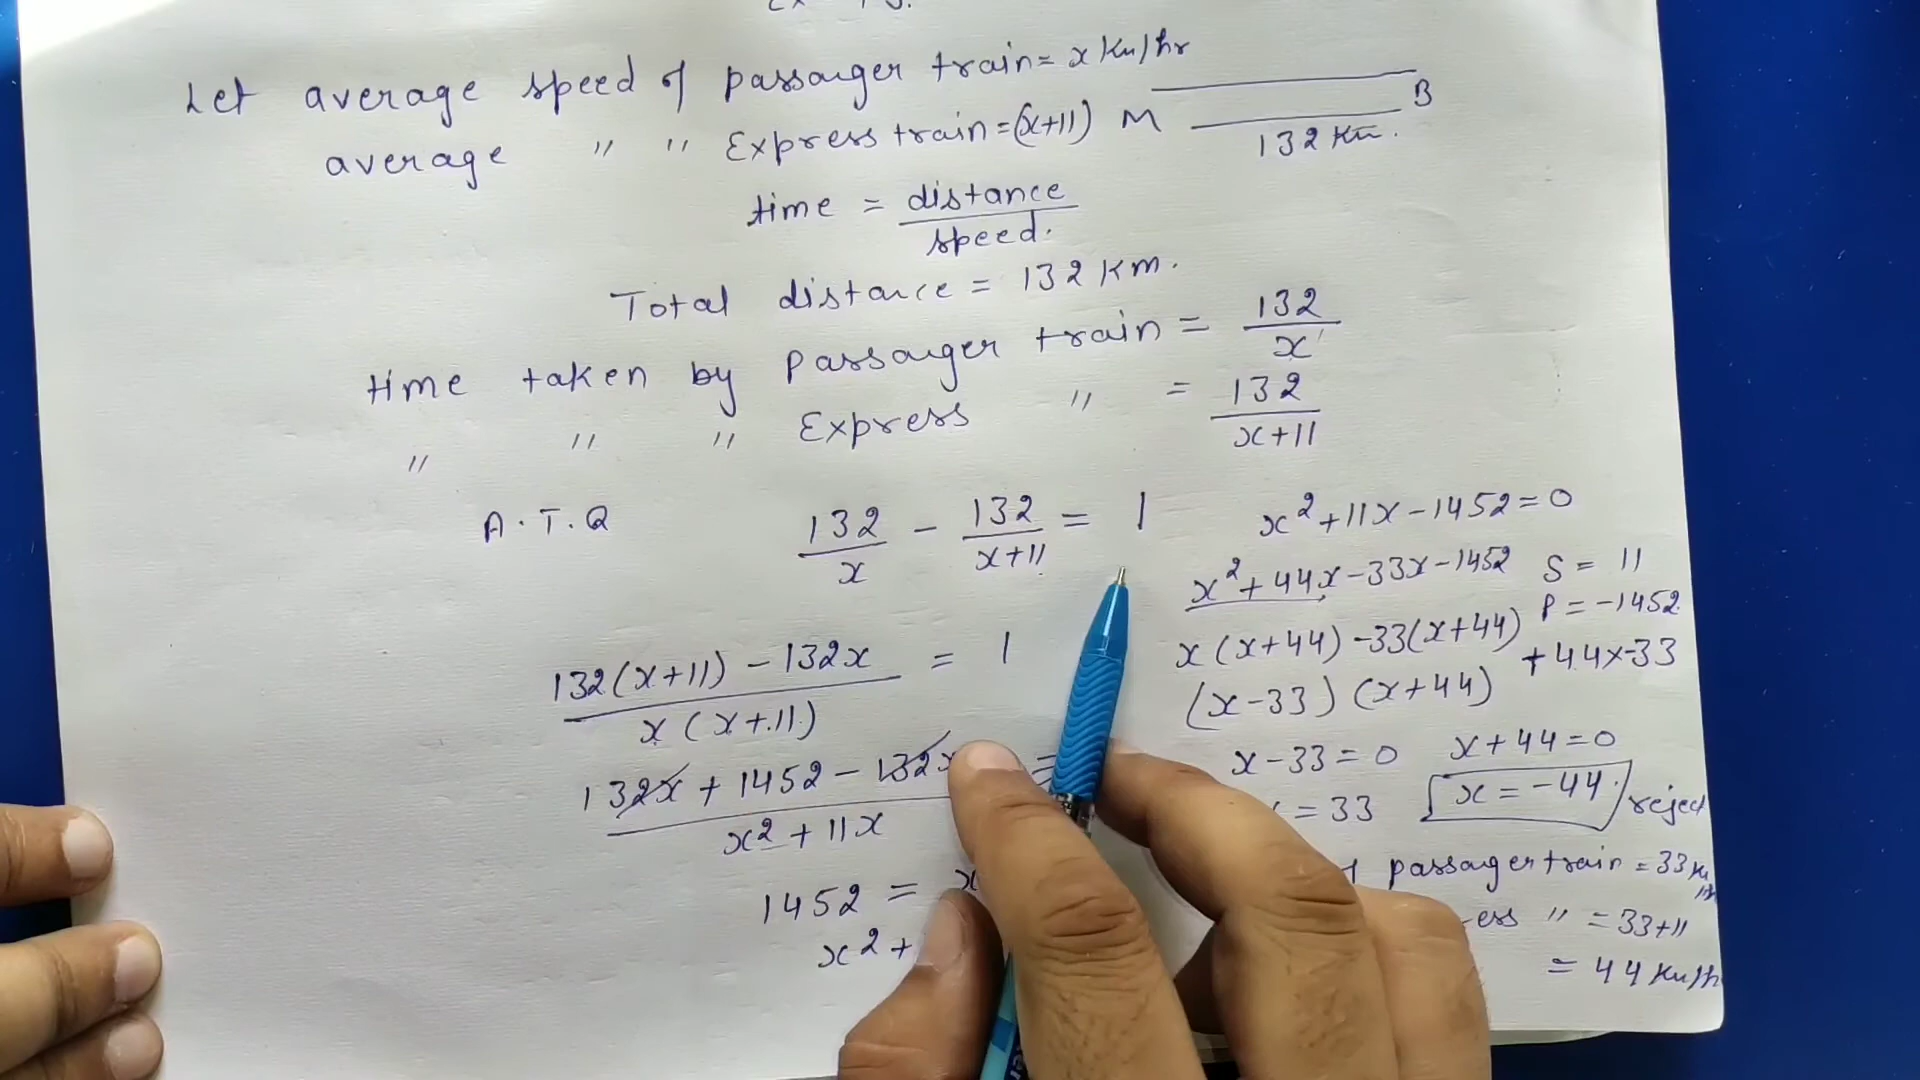 Let average speed of passanger train = x Km/hr
average " " Express train = (x+11) M B
132 Km.
time = distance
speed.
Total distance = 132 Km.
time taken by Passanger train = 132
x
" " " Express " = 132
x+11
A.T.Q 132 - 132 = 1
x x+11
132(x+11) - 132x = 1
x(x+11)
132x + 1452 - 132x =
x² + 11x
1452 = x
x² +
x² + 11x - 1452 = 0
x² + 44x - 33x - 1452 S = 11
P = -1452
x(x+44) - 33(x+44) +44x-33
(x-33) (x+44)
x-33 = 0 x+44 = 0
= 33 x = -44. reject
passanger train = 33 Km/h
ess " = 33+11
= 44 Km/h